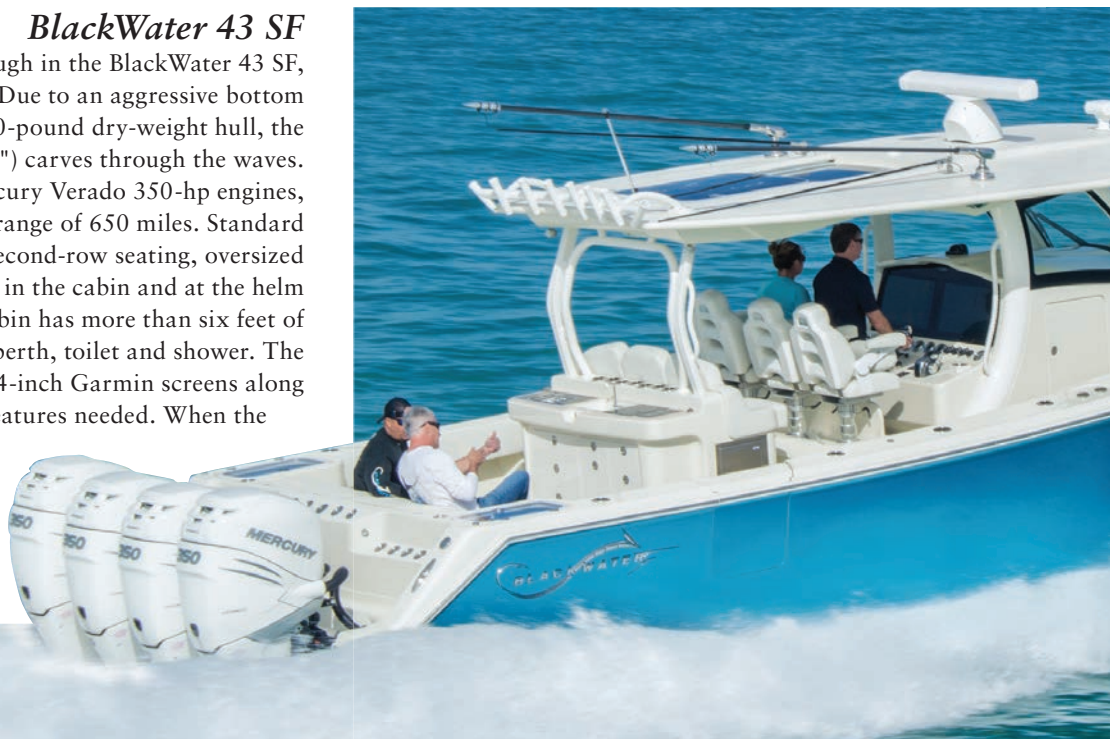 BlackWater 43 SF
ugh in the BlackWater 43 SF,
Due to an aggressive bottom
0-pound dry-weight hull, the
") carves through the waves.
cury Verado 350-hp engines,
range of 650 miles. Standard
econd-row seating, oversized
in the cabin and at the helm
bin has more than six feet of
berth, toilet and shower. The
4-inch Garmin screens along
eatures needed. When the
350
350
350
350
MERCURY
BLACKWATER